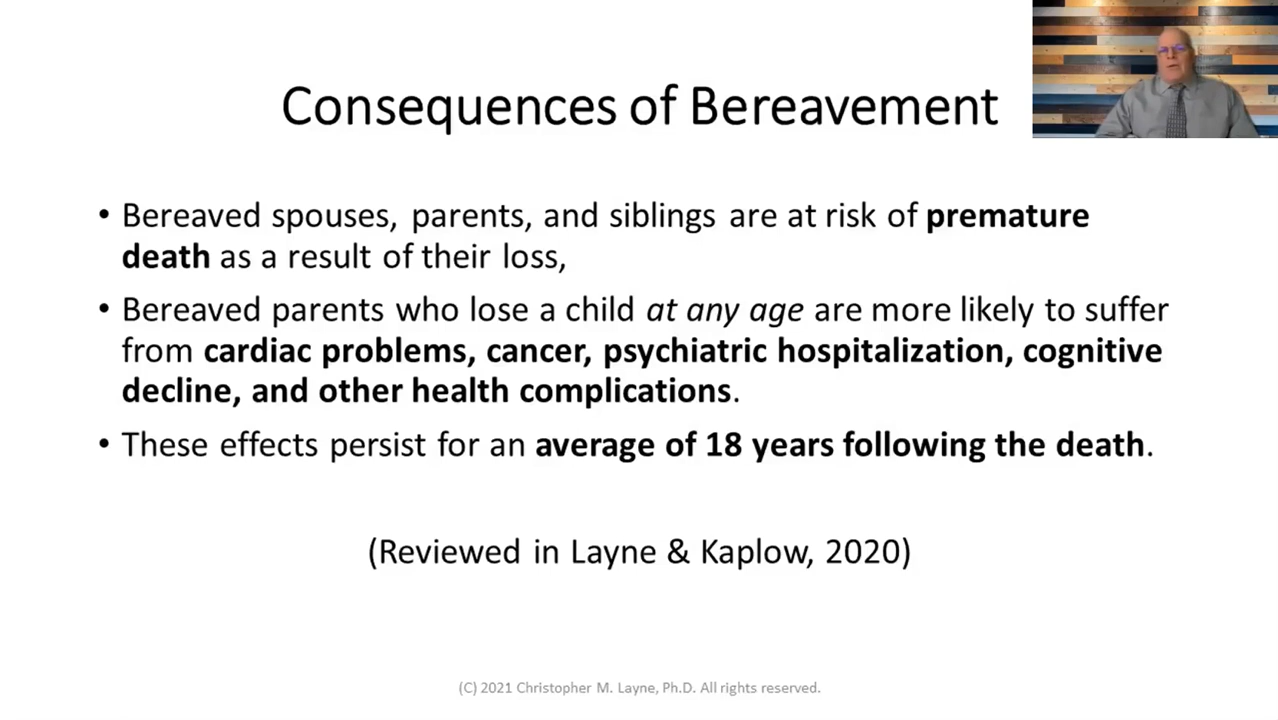 Consequences of Bereavement
• Bereaved spouses, parents, and siblings are at risk of premature
death as a result of their loss,
• Bereaved parents who lose a child at any age are more likely to suffer
from cardiac problems, cancer, psychiatric hospitalization, cognitive
decline, and other health complications.
• These effects persist for an average of 18 years following the death.
(Reviewed in Layne & Kaplow, 2020)
(C) 2021 Christopher M. Layne, Ph.D. All rights reserved.